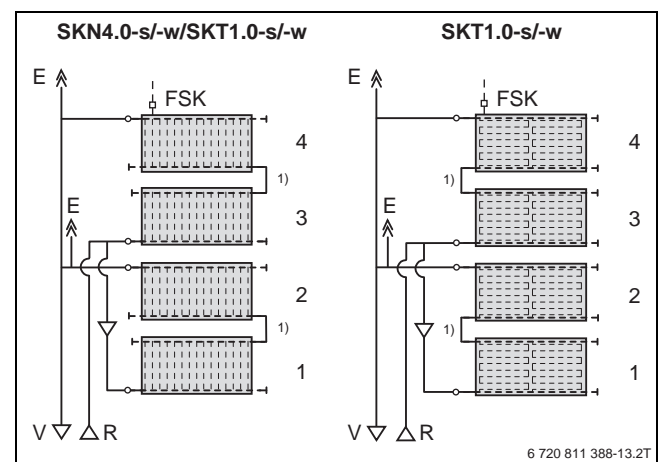 SKN4.0-s/-w/SKT1.0-s/-w
SKT1.0-s/-w
E
FSK
4
1)
3
E
2
1)
1
V
R
E
FSK
4
1)
3
E
2
1)
1
V
R
6 720 811 388-13.2T